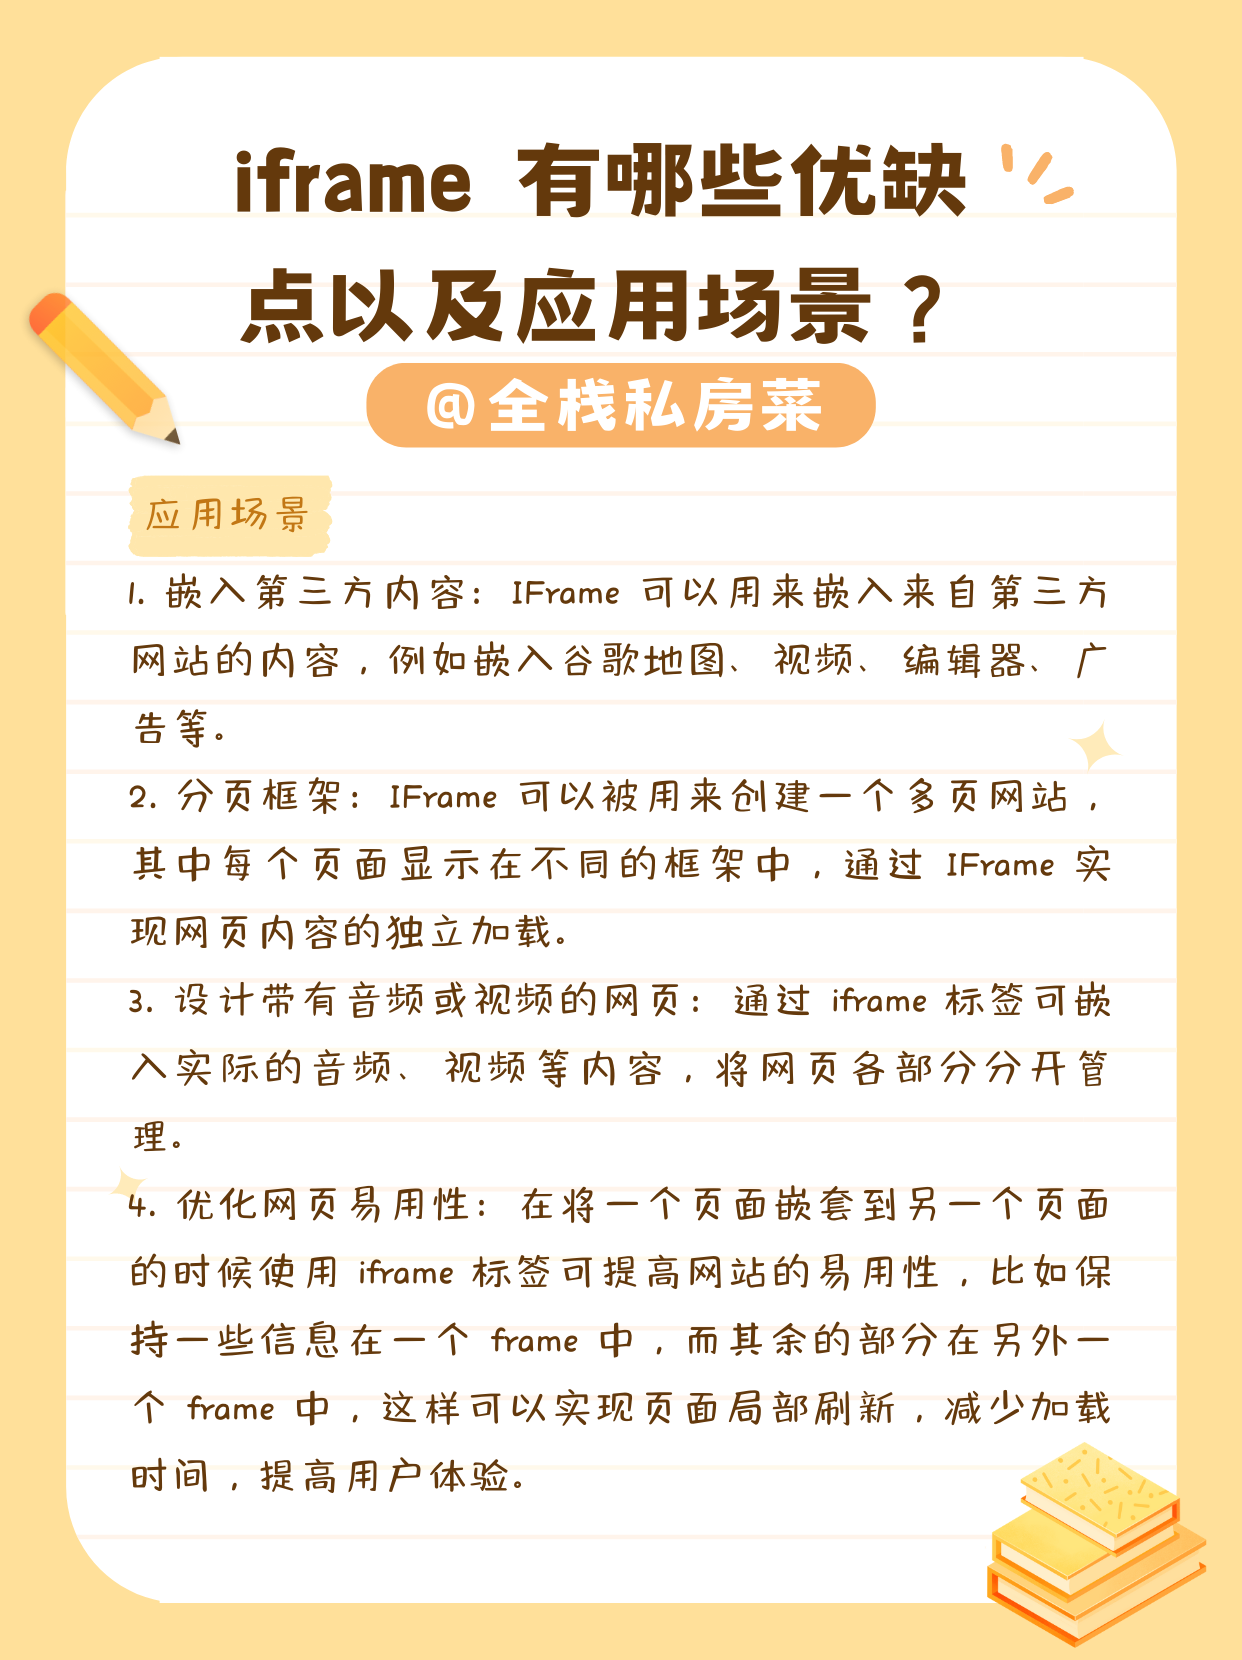 iframe 有哪些优缺
点以及应用场景？
@全栈私房菜
应用场景
1. 嵌入第三方内容：IFrame 可以用来嵌入来自第三方
网站的内容，例如嵌入谷歌地图、视频、编辑器、广
告等。
2. 分页框架：IFrame 可以被用来创建一个多页网站，
其中每个页面显示在不同的框架中，通过 IFrame 实
现网页内容的独立加载。
3. 设计带有音频或视频的网页：通过 iframe 标签可嵌
入实际的音频、视频等内容，将网页各部分分开管
理。
4. 优化网页易用性：在将一个页面嵌套到另一个页面
的时候使用 iframe 标签可提高网站的易用性，比如保
持一些信息在一个 frame 中，而其余的部分在另外一
个 frame 中，这样可以实现页面局部刷新，减少加载
时间，提高用户体验。